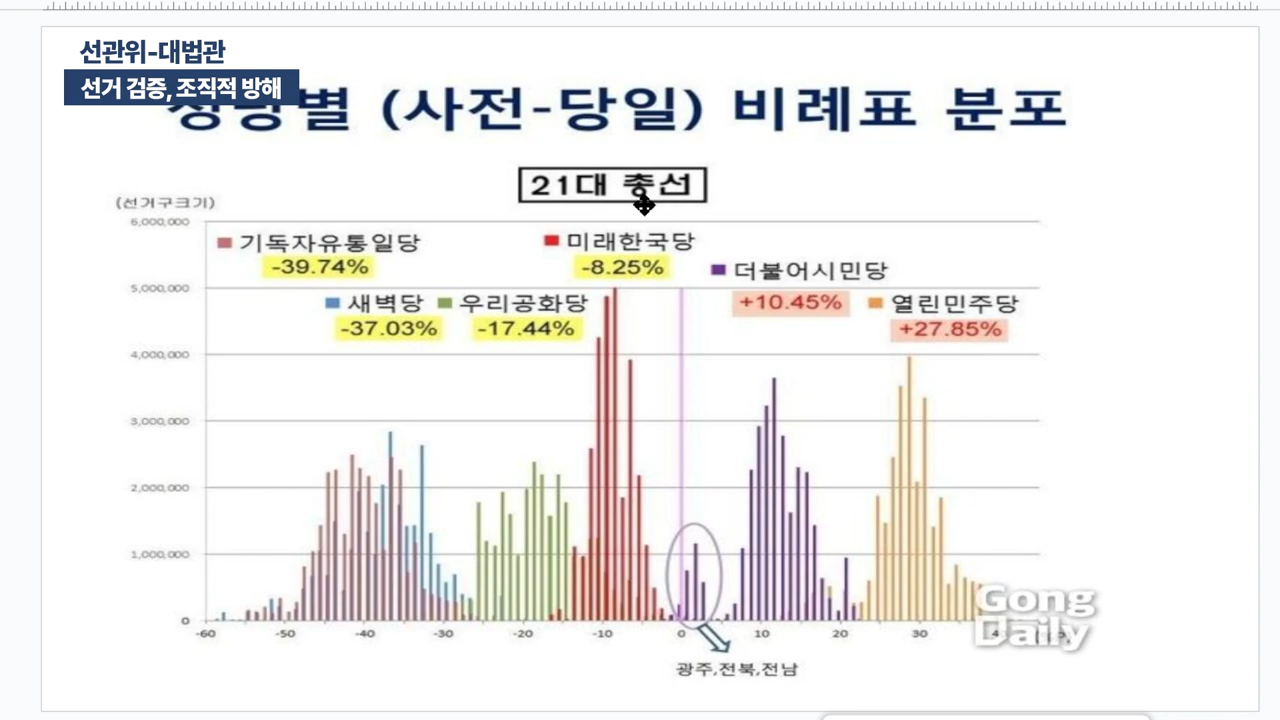 선관위-대법관
선거 검증, 조직적 방해
(사전-당일) 비례표 분포
21대 총선
(선거구크기)
6,000,000
기독자유통일당
-39.74%
미래한국당
-8.25%
더불어시민당
+10.45%
5,000,000
새벽당
-37.03%
우리공화당
-17.44%
열린민주당
+27.85%
4,000,000
3,000,000
2,000,000
1,000,000
0
-60 -50 -40 -30 -20 -10 0 10 20 30
광주,전북,전남
Gong
Daily